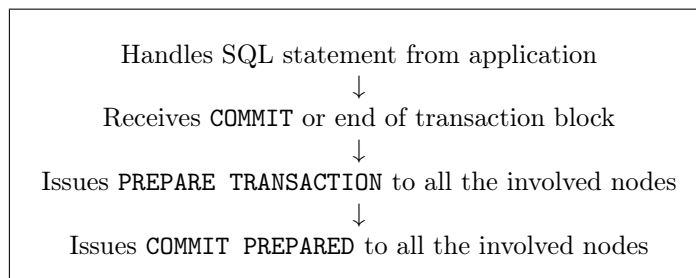 Handles SQL statement from application
↓
Receives COMMIT or end of transaction block
↓
Issues PREPARE TRANSACTION to all the involved nodes
↓
Issues COMMIT PREPARED to all the involved nodes